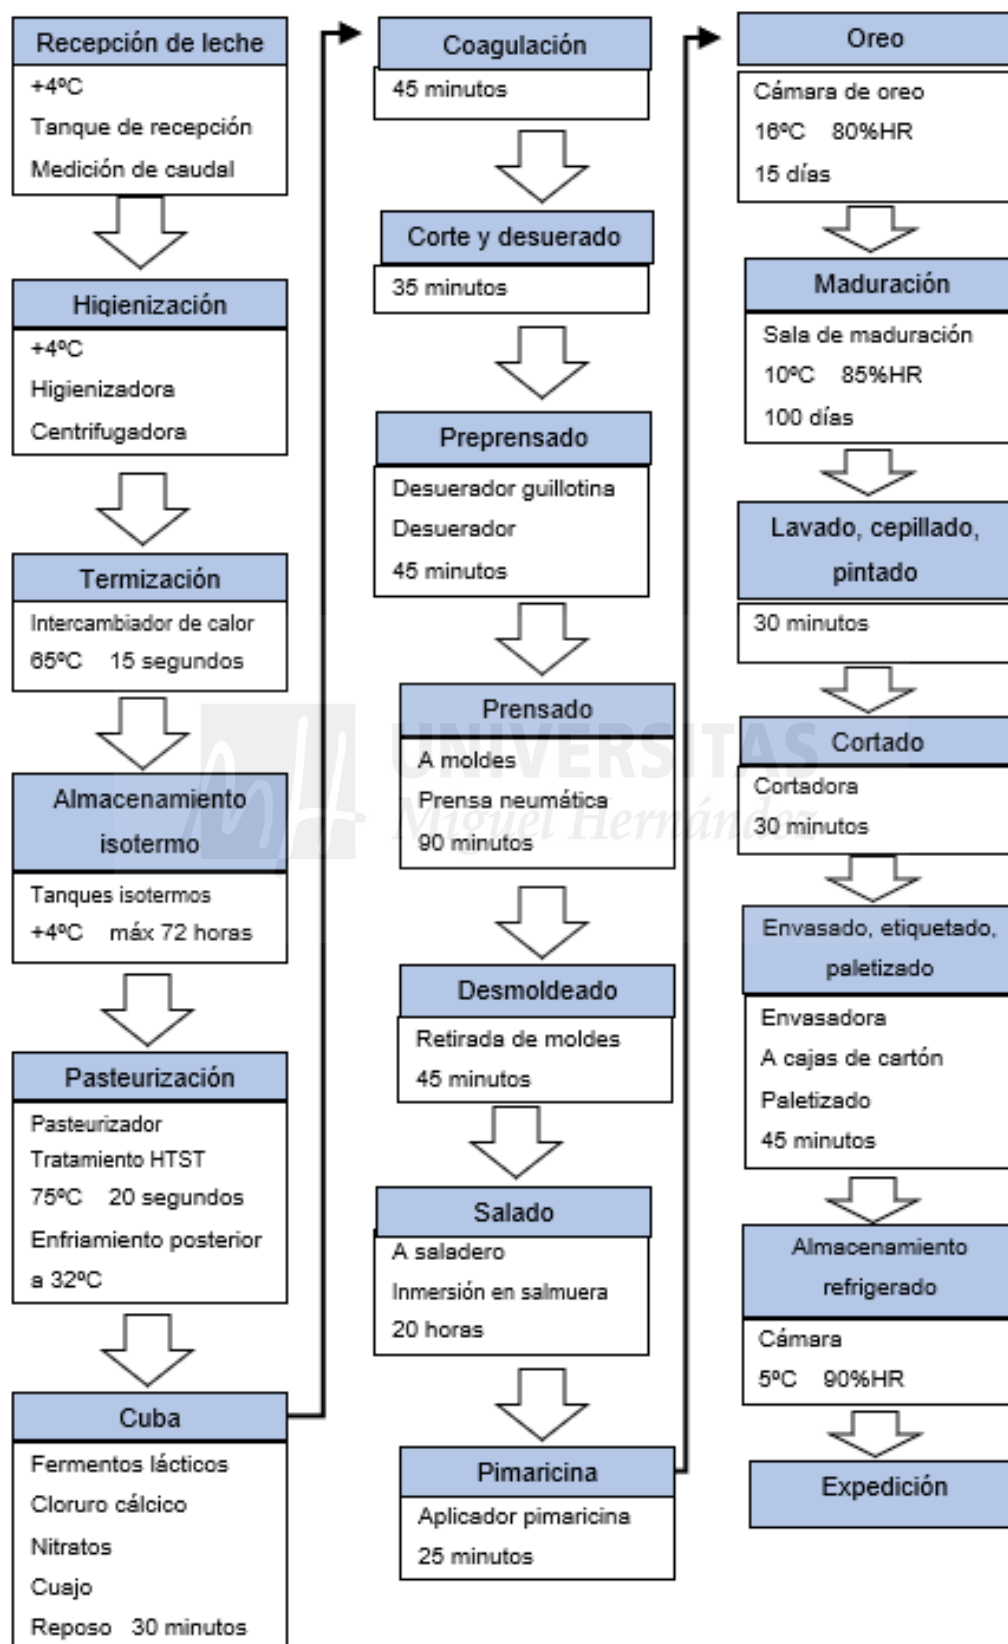 Recepción de leche
+4ºC
Tanque de recepción
Medición de caudal
Higienización
+4ºC
Higienizadora
Centrifugadora
Termización
Intercambiador de calor
65ºC 15 segundos
Almacenamiento
isotermo
Tanques isotermos
+4ºC máx 72 horas
Pasteurización
Pasteurizador
Tratamiento HTST
75ºC 20 segundos
Enfriamiento posterior
a 32ºC
Cuba
Fermentos lácticos
Cloruro cálcico
Nitratos
Cuajo
Reposo 30 minutos
Coagulación
45 minutos
Corte y desuerado
35 minutos
Preprensado
Desuerador guillotina
Desuerador
45 minutos
Prensado
A moldes
Prensa neumática
90 minutos
Desmoldeado
Retirada de moldes
45 minutos
Salado
A saladero
Inmersión en salmuera
20 horas
Pimaricina
Aplicador pimaricina
25 minutos
Oreo
Cámara de oreo
16ºC 80%HR
15 días
Maduración
Sala de maduración
10ºC 85%HR
100 días
Lavado, cepillado,
pintado
30 minutos
Cortado
Cortadora
30 minutos
Envasado, etiquetado,
paletizado
Envasadora
A cajas de cartón
Paletizado
45 minutos
Almacenamiento
refrigerado
Cámara
5ºC 90%HR
Expedición
UNIVERSITAS
Miguel Hernández